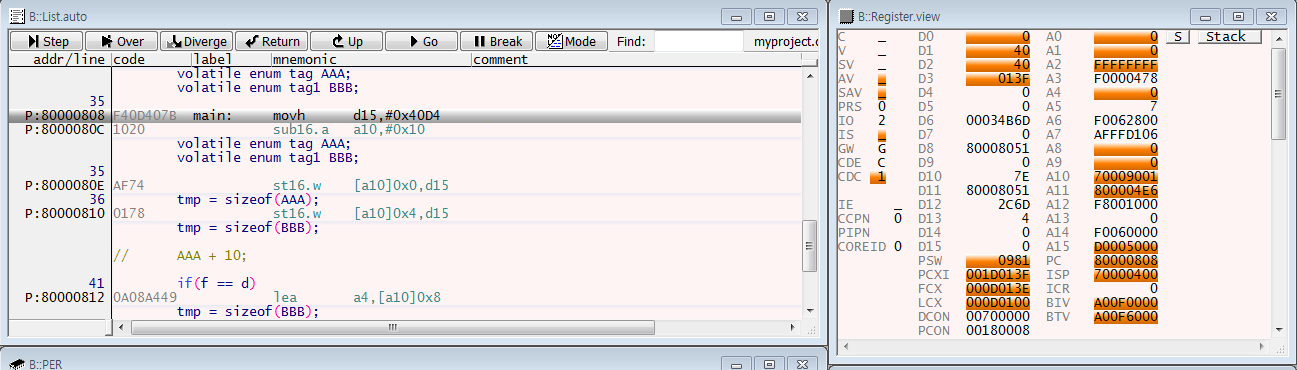 B::List.auto
Step Over Diverge Return Up Go Break Mode Find: myproject.c
addr/line code label mnemonic comment
volatile enum tag AAA;
volatile enum tag1 BBB;
35
P:80000808 F40D407B main: movh d15,#0x40D4
P:8000080C 1020 sub16.a a10,#0x10
volatile enum tag AAA;
volatile enum tag1 BBB;
35
P:8000080E AF74 st16.w [a10]0x0,d15
36 tmp = sizeof(AAA);
P:80000810 0178 st16.w [a10]0x4,d15
tmp = sizeof(BBB);
// AAA + 10;
41 if(f == d)
P:80000812 0A08A449 lea a4,[a10]0x8
tmp = sizeof(BBB);
B::PER
B::Register.view
C _ D0 0 A0 0 S Stack
V _ D1 40 A1 0
SV _ D2 40 A2 FFFFFFFF
AV _ D3 013F A3 F0000478
SAV _ D4 0 A4 0
PRS 0 D5 0 A5 7
IO 2 D6 00034B6D A6 F0062800
IS _ D7 0 A7 AFFFD106
GW G D8 80008051 A8 0
CDE C D9 0 A9 0
CDC 1 D10 7E A10 70009001
D11 80008051 A11 800004E6
IE _ D12 2C6D A12 F8001000
CCPN 0 D13 4 A13 0
PIPN D14 0 A14 F0060000
COREID 0 D15 0 A15 D0005000
PSW 0981 PC 80000808
PCXI 001D013F ISP 70000400
FCX 000D013E ICR 0
LCX 000D0100 BIV A00F0000
DCON 00700000 BTV A00F6000
PCON 00180008